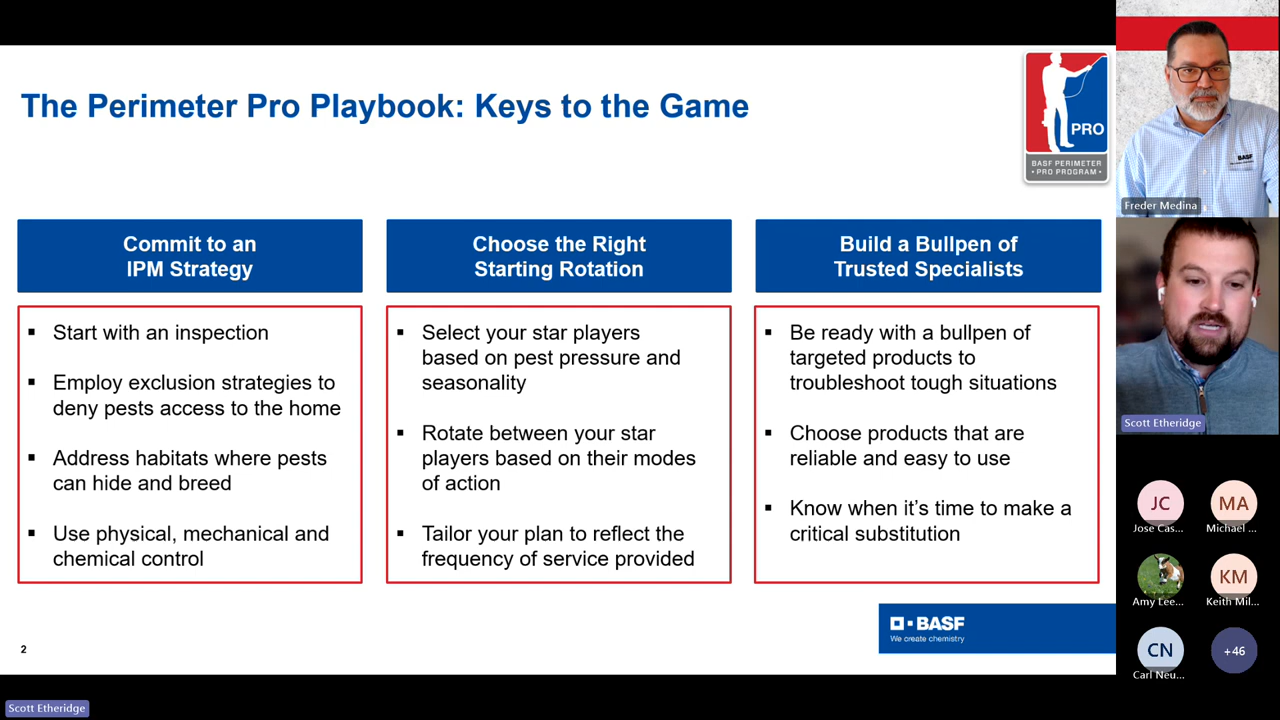 The Perimeter Pro Playbook: Keys to the Game
PRO
BASF PERIMETER
• PRO PROGRAM •
Commit to an
IPM Strategy
▪ Start with an inspection
▪ Employ exclusion strategies to
deny pests access to the home
▪ Address habitats where pests
can hide and breed
▪ Use physical, mechanical and
chemical control
Choose the Right
Starting Rotation
▪ Select your star players
based on pest pressure and
seasonality
▪ Rotate between your star
players based on their modes
of action
▪ Tailor your plan to reflect the
frequency of service provided
Build a Bullpen of
Trusted Specialists
▪ Be ready with a bullpen of
targeted products to
troubleshoot tough situations
▪ Choose products that are
reliable and easy to use
▪ Know when it’s time to make a
critical substitution
BASF
We create chemistry
2
Scott Etheridge
BASF
Freder Medina
Scott Etheridge
JC
Jose Cas...
MA
Michael ...
Amy Lee...
KM
Keith Mil...
CN
Carl Neu...
+46